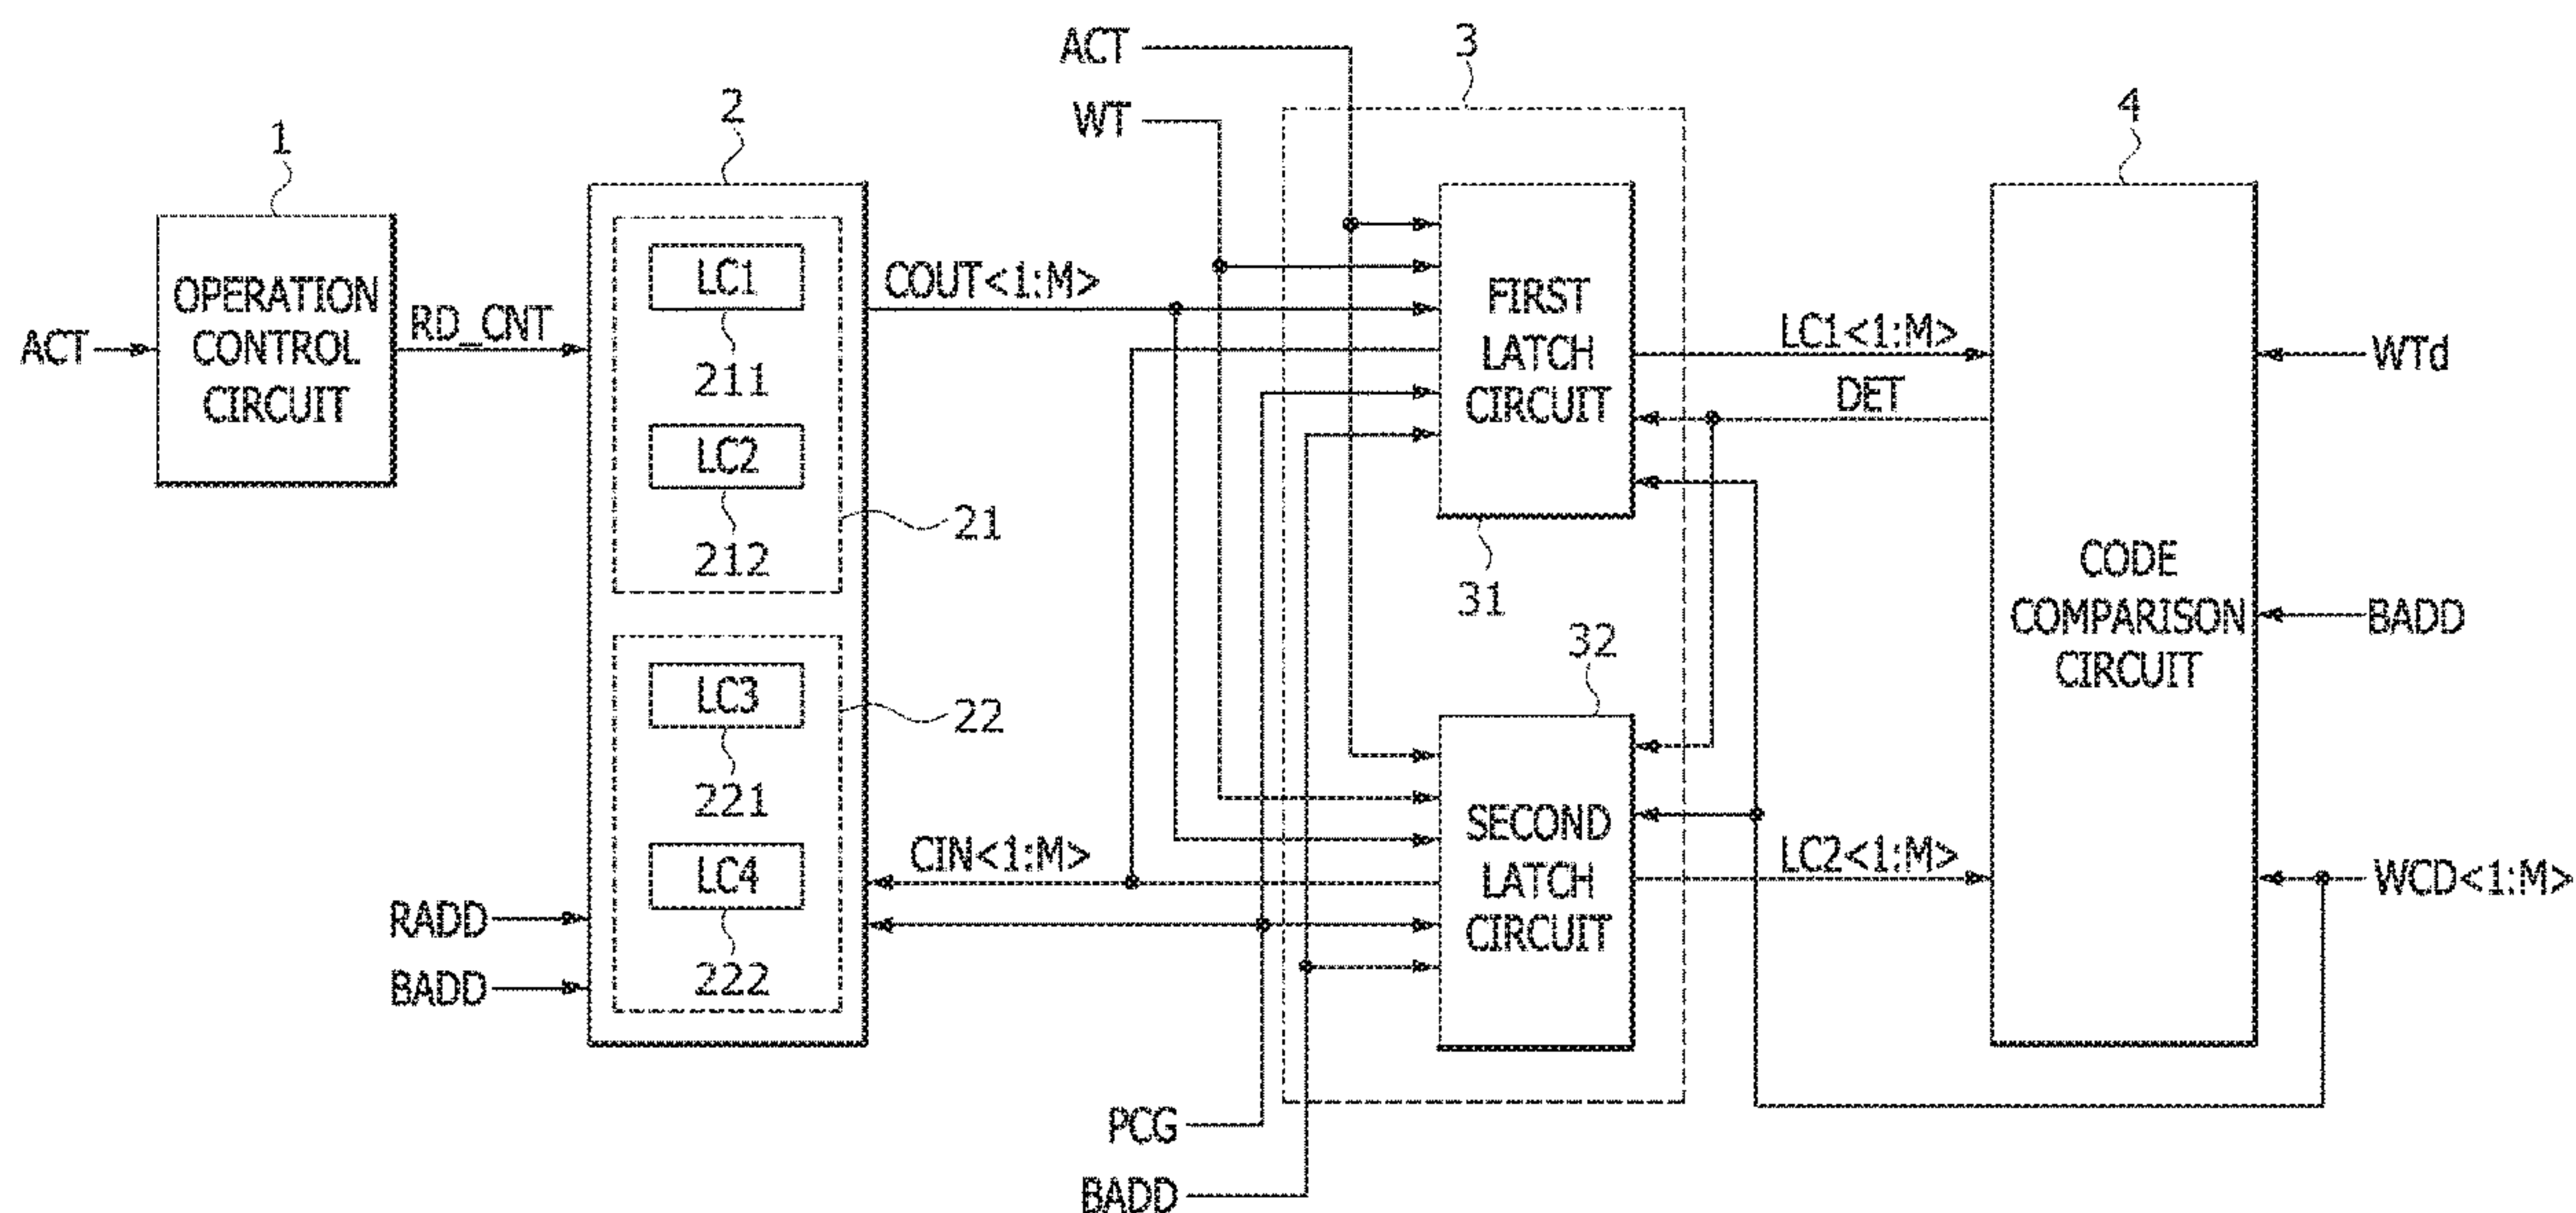 ACT
3
2
WT
4
1
OPERATION
CONTROL
CIRCUIT
ACT
RD_CNT
LC1
211
LC2
212
21
LC3
221
22
LC4
222
RADD
BADD
COUT<1:M>
CIN<1:M>
PCG
BADD
FIRST
LATCH
CIRCUIT
31
32
SECOND
LATCH
CIRCUIT
LC1<1:M>
DET
LC2<1:M>
CODE
COMPARISON
CIRCUIT
WTd
BADD
WCD<1:M>